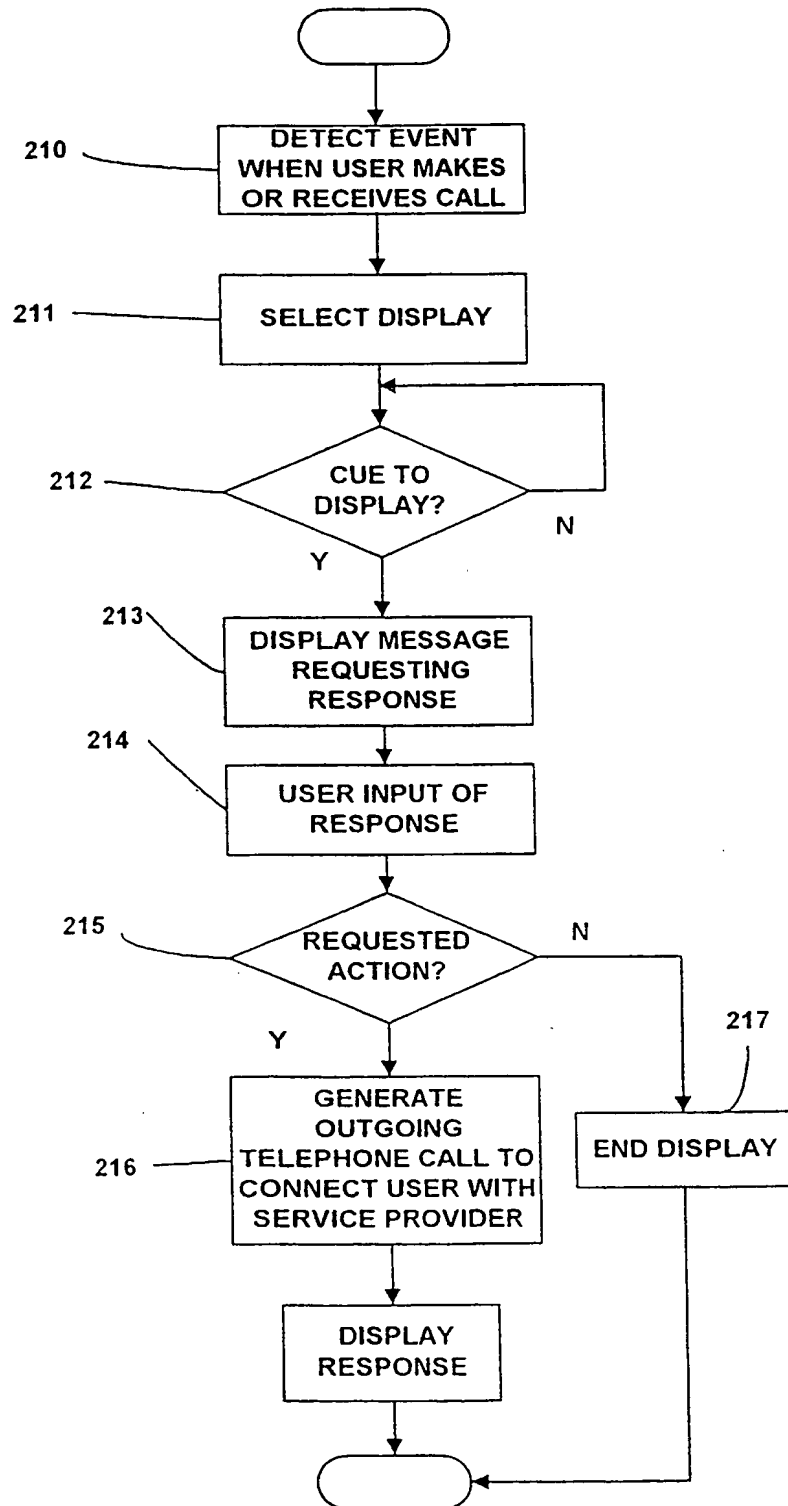 210
DETECT EVENT
WHEN USER MAKES
OR RECEIVES CALL
211
SELECT DISPLAY
212
CUE TO
DISPLAY?
N
Y
213
DISPLAY MESSAGE
REQUESTING
RESPONSE
214
USER INPUT OF
RESPONSE
215
REQUESTED
ACTION?
N
Y
217
216
GENERATE
OUTGOING
TELEPHONE CALL TO
CONNECT USER WITH
SERVICE PROVIDER
END DISPLAY
DISPLAY
RESPONSE